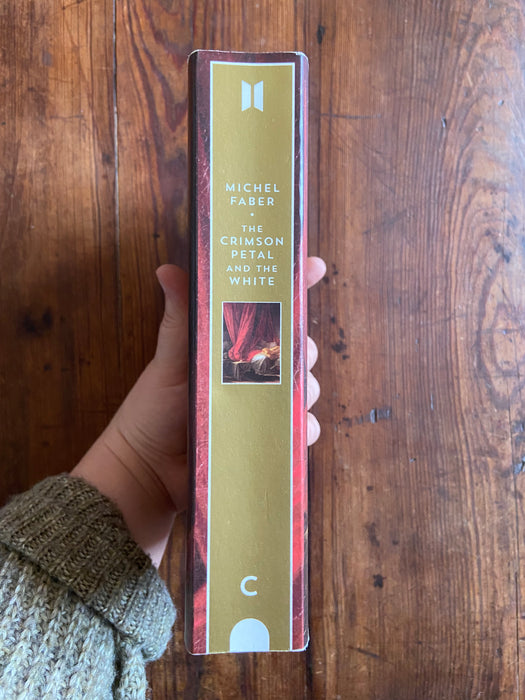 MICHEL
FABER
•
THE
CRIMSON
PETAL
AND THE
WHITE
C